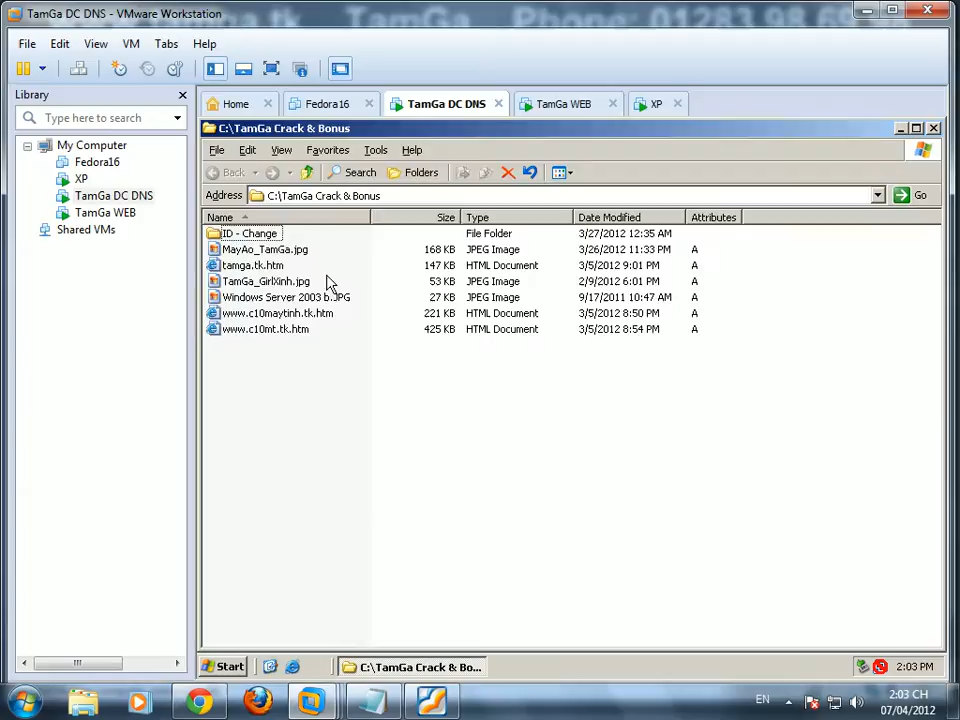 TamGa DC DNS - VMware Workstation
File Edit View VM Tabs Help
Library
Type here to search
My Computer
Fedora16
XP
TamGa DC DNS
TamGa WEB
Shared VMs
Home Fedora16 TamGa DC DNS TamGa WEB XP
C:\TamGa Crack & Bonus
File Edit View Favorites Tools Help
Back Search Folders
Address C:\TamGa Crack & Bonus Go
Name Size Type Date Modified Attributes
ID - Change File Folder 3/27/2012 12:35 AM
MayAo_TamGa.jpg 168 KB JPEG Image 3/26/2012 11:33 PM A
tamga.tk.htm 147 KB HTML Document 3/5/2012 9:01 PM A
TamGa_GirlXinh.jpg 53 KB JPEG Image 2/9/2012 6:01 PM A
Windows Server 2003 b.JPG 27 KB JPEG Image 9/17/2011 10:47 AM A
www.c10maytinh.tk.htm 221 KB HTML Document 3/5/2012 8:50 PM A
www.c10mt.tk.htm 425 KB HTML Document 3/5/2012 8:54 PM A
Start C:\TamGa Crack & Bo... 2:03 PM
EN 2:03 CH
07/04/2012